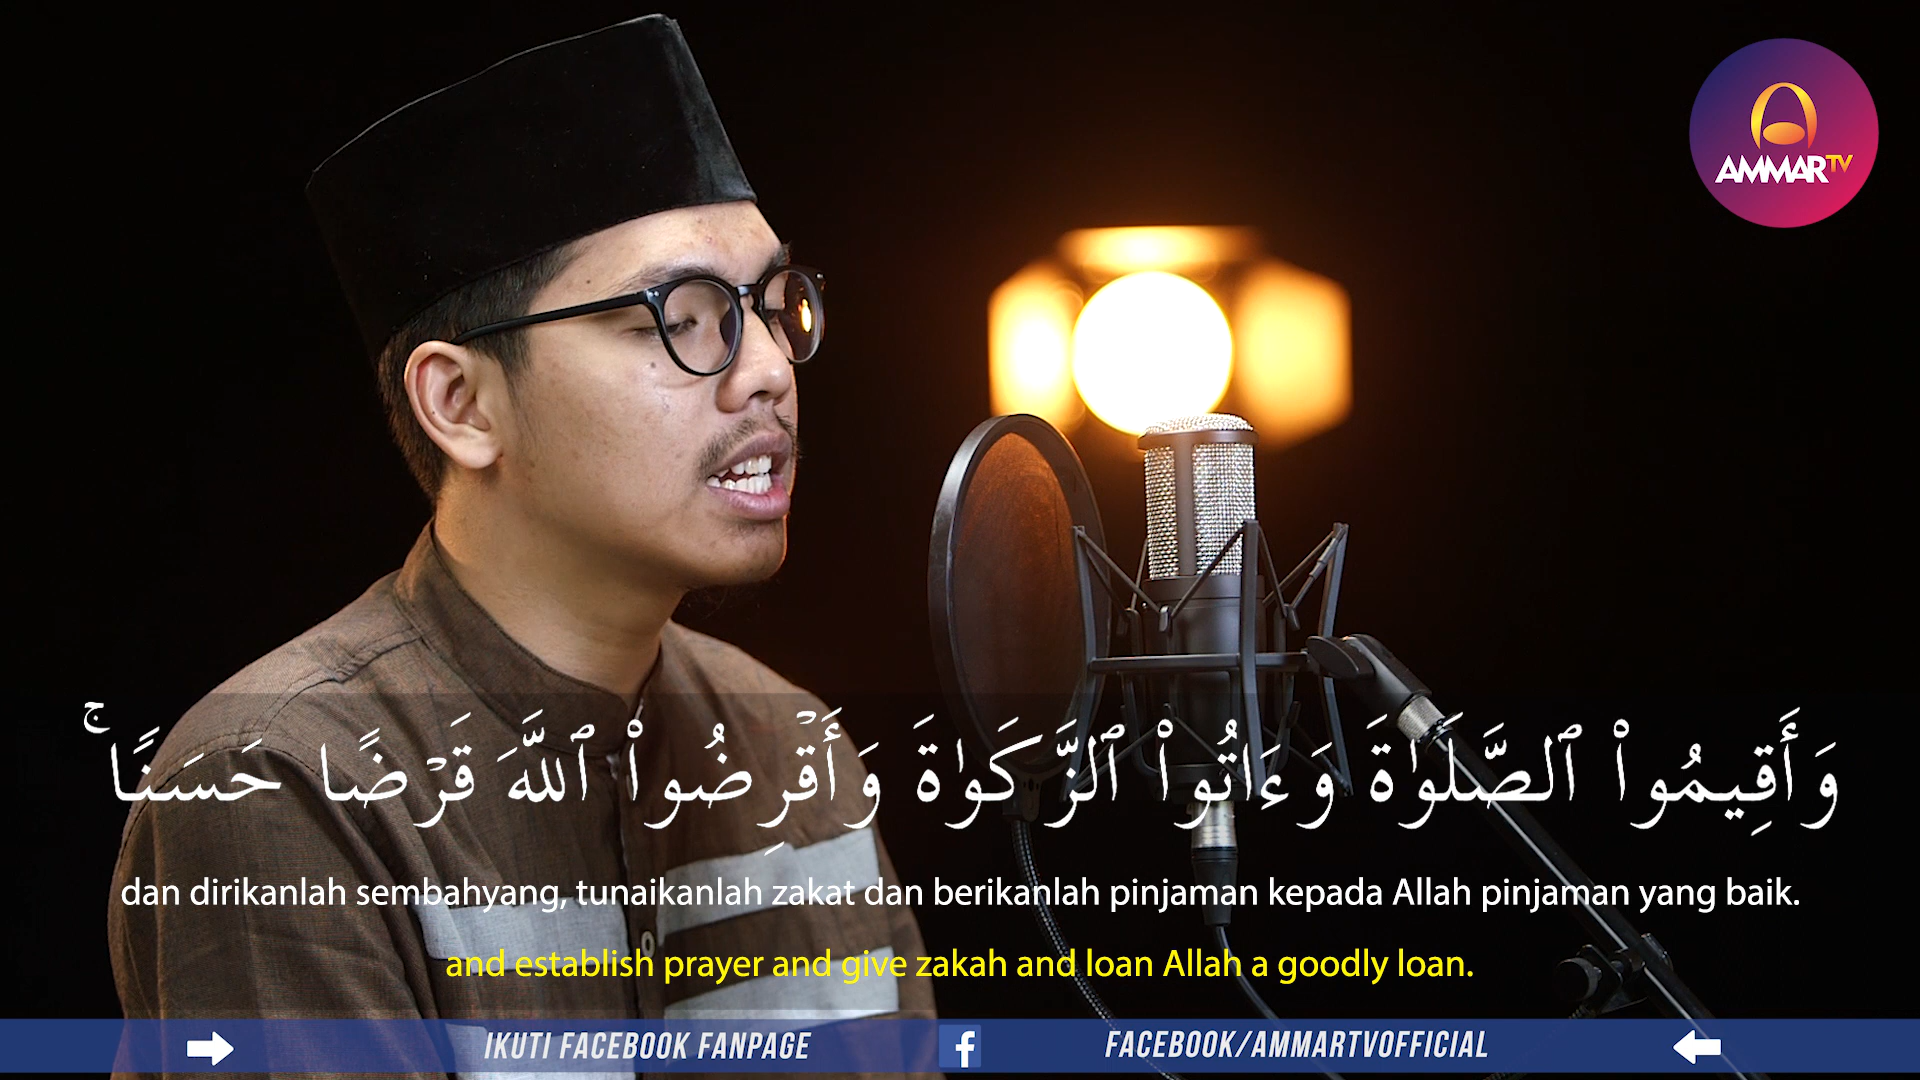 AMMARTV
وَأَقِيمُوا۟ ٱلصَّلَوٰةَ وَءَاتُوا۟ ٱلزَّكَوٰةَ وَأَقْرِضُوا۟ ٱللَّهَ قَرْضًا حَسَنًا ۚ
dan dirikanlah sembahyang, tunaikanlah zakat dan berikanlah pinjaman kepada Allah pinjaman yang baik.
and establish prayer and give zakah and loan Allah a goodly loan.
IKUTI FACEBOOK FANPAGE f FACEBOOK/AMMARTVOFFICIAL